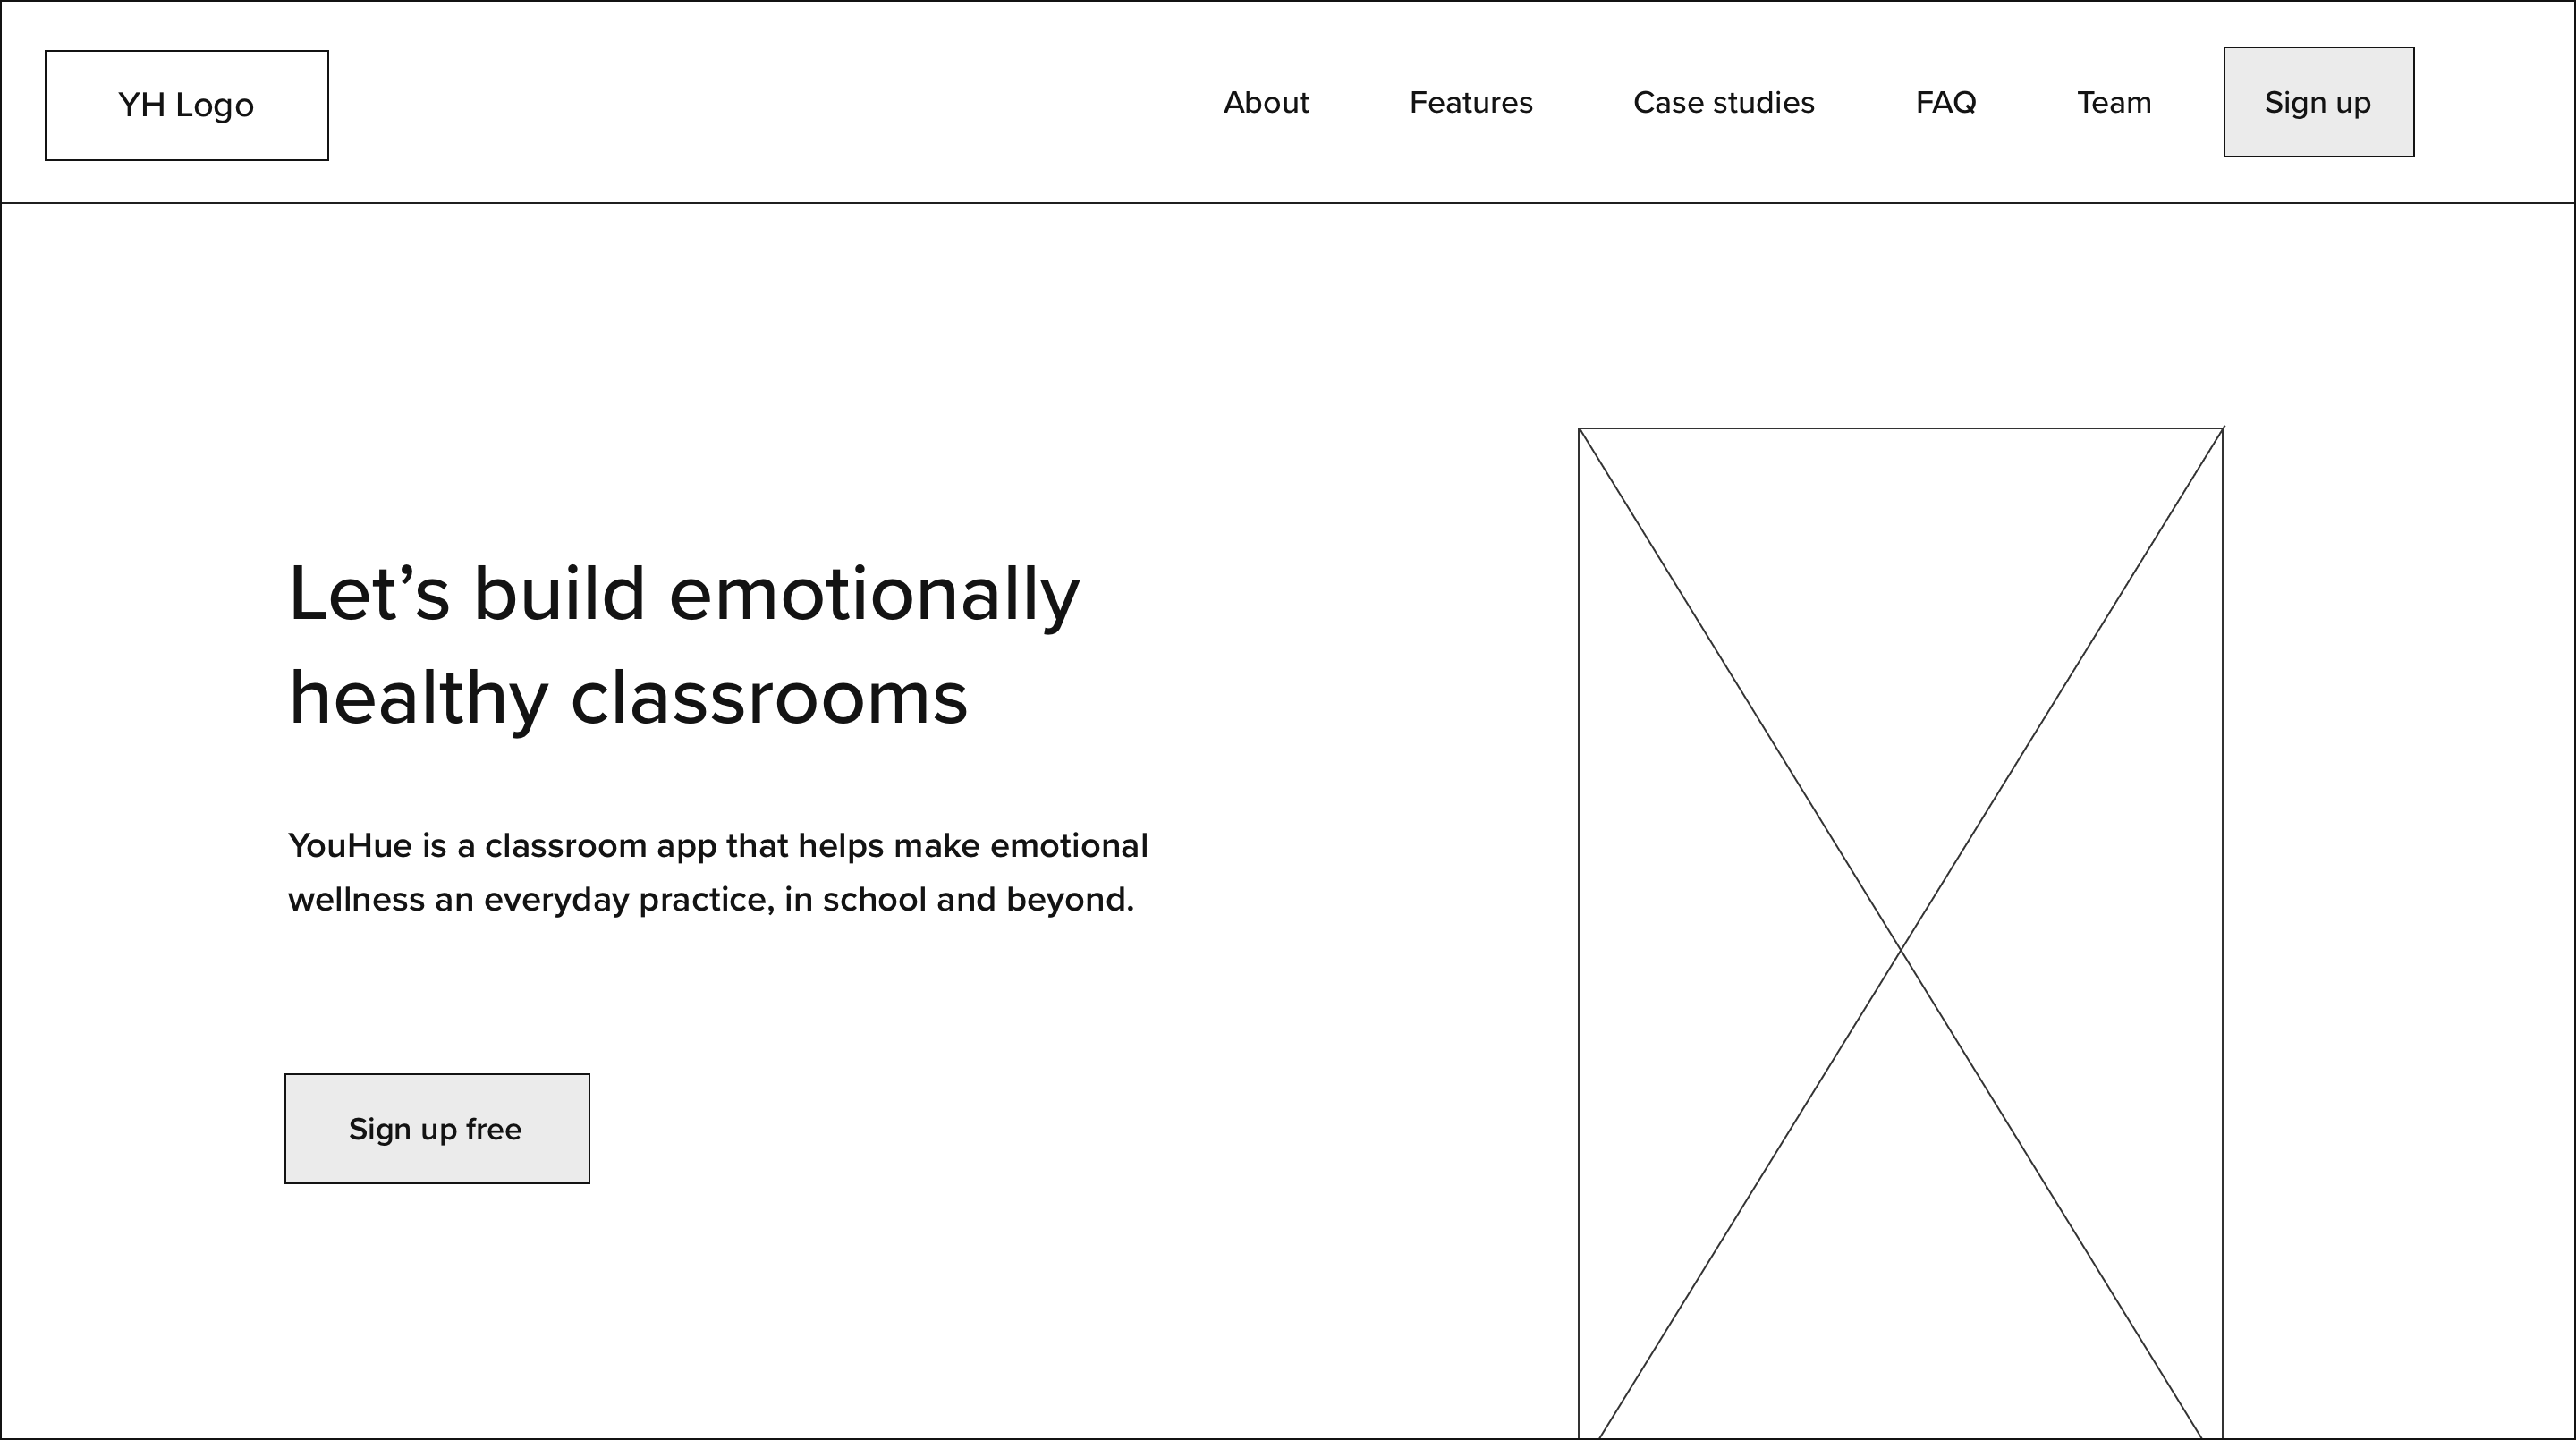 YH Logo
About
Features
Case studies
FAQ
Team
Sign up
Let’s build emotionally
healthy classrooms
YouHue is a classroom app that helps make emotional
wellness an everyday practice, in school and beyond.
Sign up free